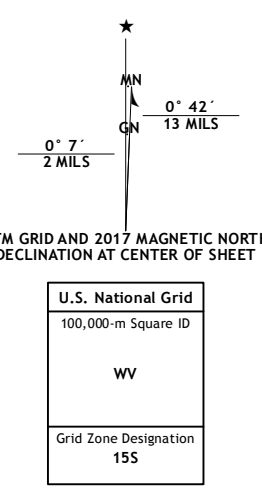 MN
GN
0° 42´
13 MILS
0° 7´
2 MILS
TM GRID AND 2017 MAGNETIC NORTH
DECLINATION AT CENTER OF SHEET
U.S. National Grid
100,000-m Square ID
WV
Grid Zone Designation
15S